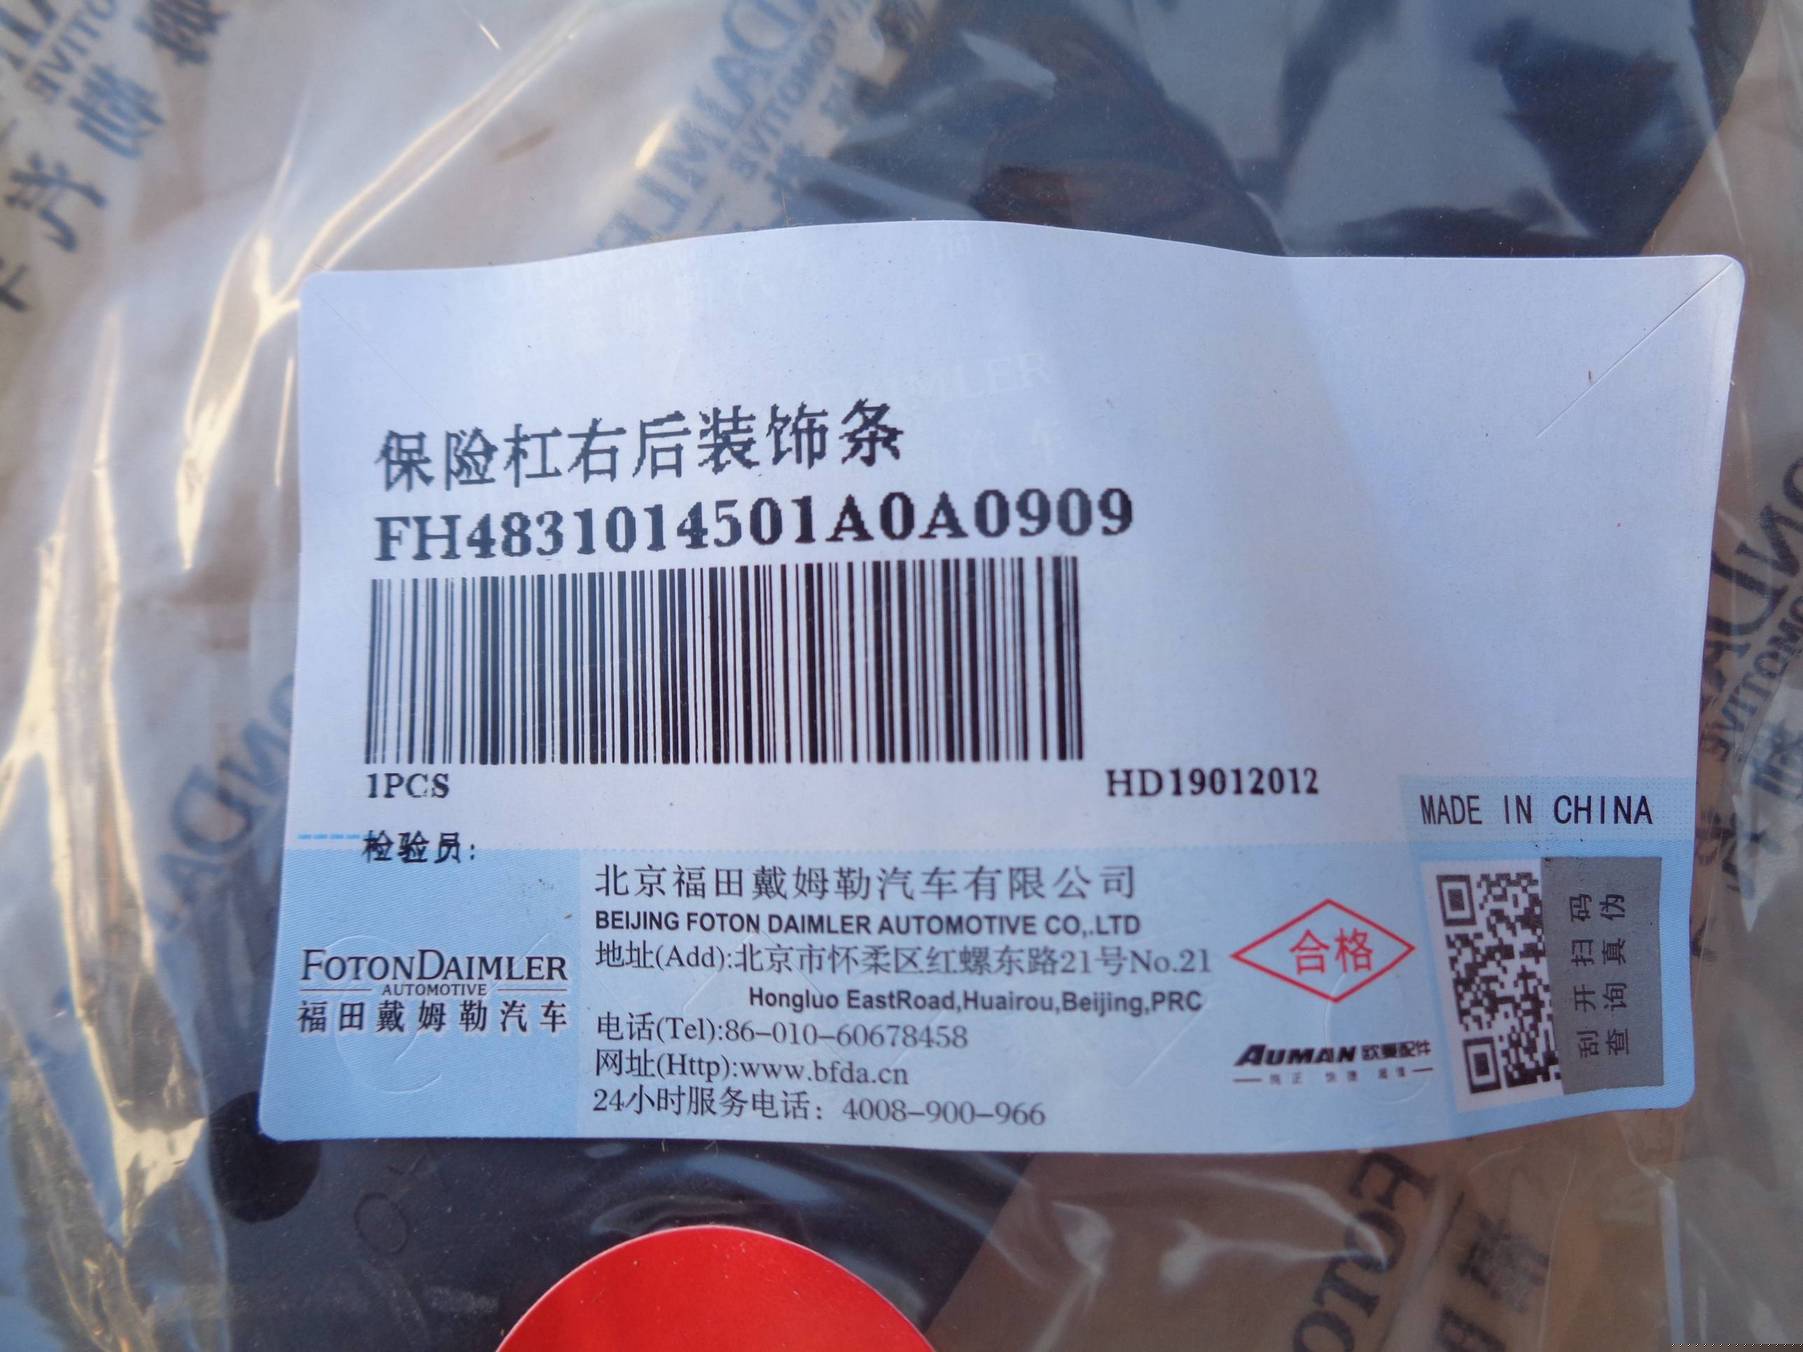 保险杠右后装饰条
FH4831014501A0A0909
1PCS
HD19012012
检验员:
MADE IN CHINA
北京福田戴姆勒汽车有限公司
BEIJING FOTON DAIMLER AUTOMOTIVE CO,.LTD
地址(Add):北京市怀柔区红螺东路21号No.21
Hongluo EastRoad,Huairou,Beijing,PRC
电话(Tel):86-010-60678458
网址(Http):www.bfda.cn
24小时服务电话：4008-900-966
FOTONDAIMLER
AUTOMOTIVE
福田戴姆勒汽车
合格
AUMAN 欧曼配件
刮开扫码
查询真伪
FOTO